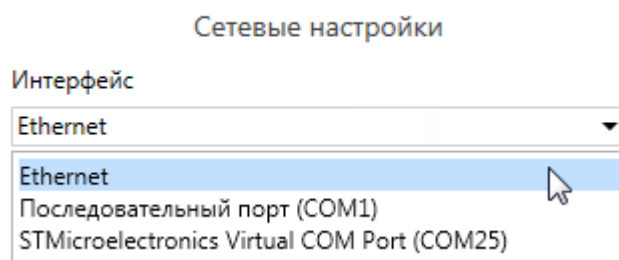 Сетевые настройки
Интерфейс
Ethernet
Ethernet
Последовательный порт (COM1)
STMicroelectronics Virtual COM Port (COM25)